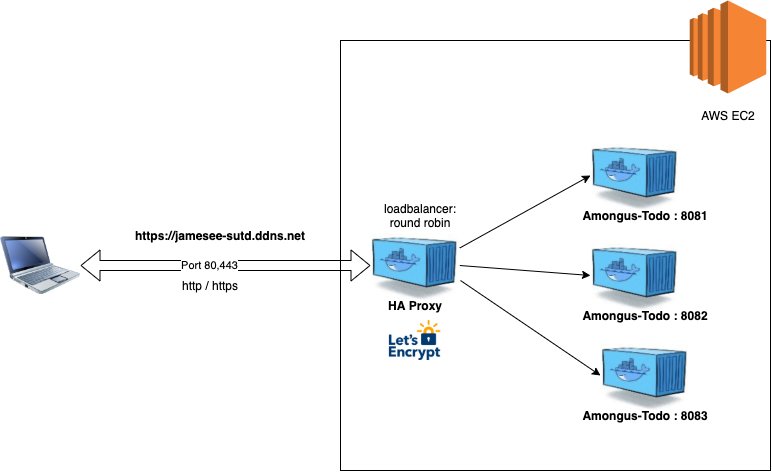 AWS EC2
Amongus-Todo : 8081
loadbalancer:
round robin
https://jamesee-sutd.ddns.net
Port 80,443
http / https
HA Proxy
Let's
Encrypt
Amongus-Todo : 8082
Amongus-Todo : 8083